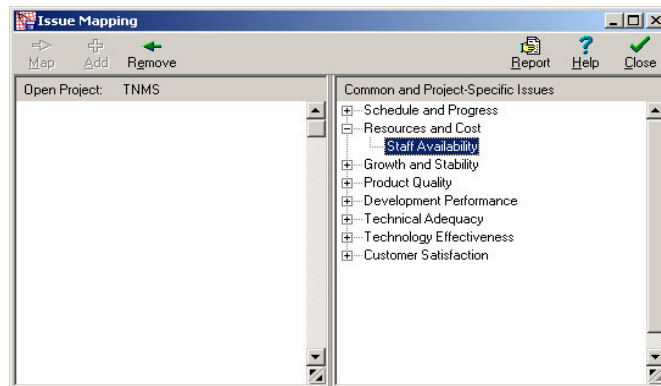 Issue Mapping
Map Add Remove Report Help Close
Open Project: TNMS
Common and Project-Specific Issues
Schedule and Progress
Resources and Cost
Staff Availability
Growth and Stability
Product Quality
Development Performance
Technical Adequacy
Technology Effectiveness
Customer Satisfaction